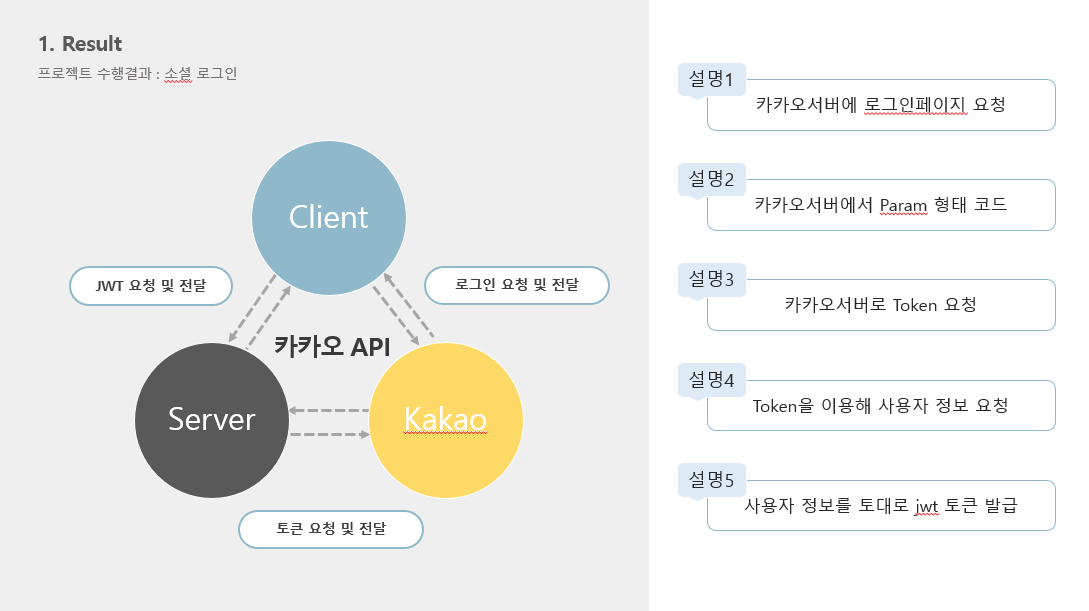 1. Result
프로젝트 수행결과 : 소셜 로그인
Client
JWT 요청 및 전달
로그인 요청 및 전달
카카오 API
Server
Kakao
토큰 요청 및 전달
설명1
카카오서버에 로그인페이지 요청
설명2
카카오서버에서 Param 형태 코드
설명3
카카오서버로 Token 요청
설명4
Token을 이용해 사용자 정보 요청
설명5
사용자 정보를 토대로 jwt 토큰 발급